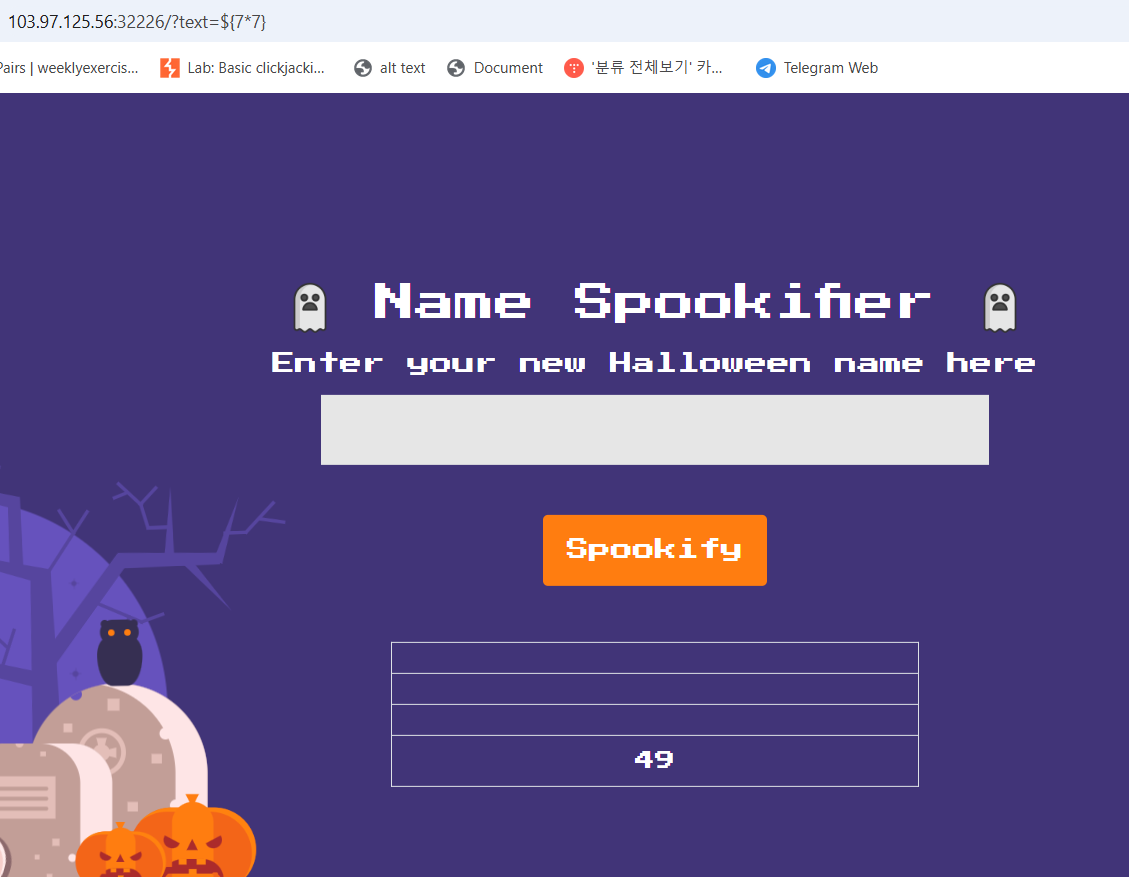 103.97.125.56:32226/?text=${7*7}
Pairs | weeklyexercis... Lab: Basic clickjacki... alt text Document '분류 전체보기' 카... Telegram Web
Name Spookifier
Enter your new Halloween name here
Spookify
49